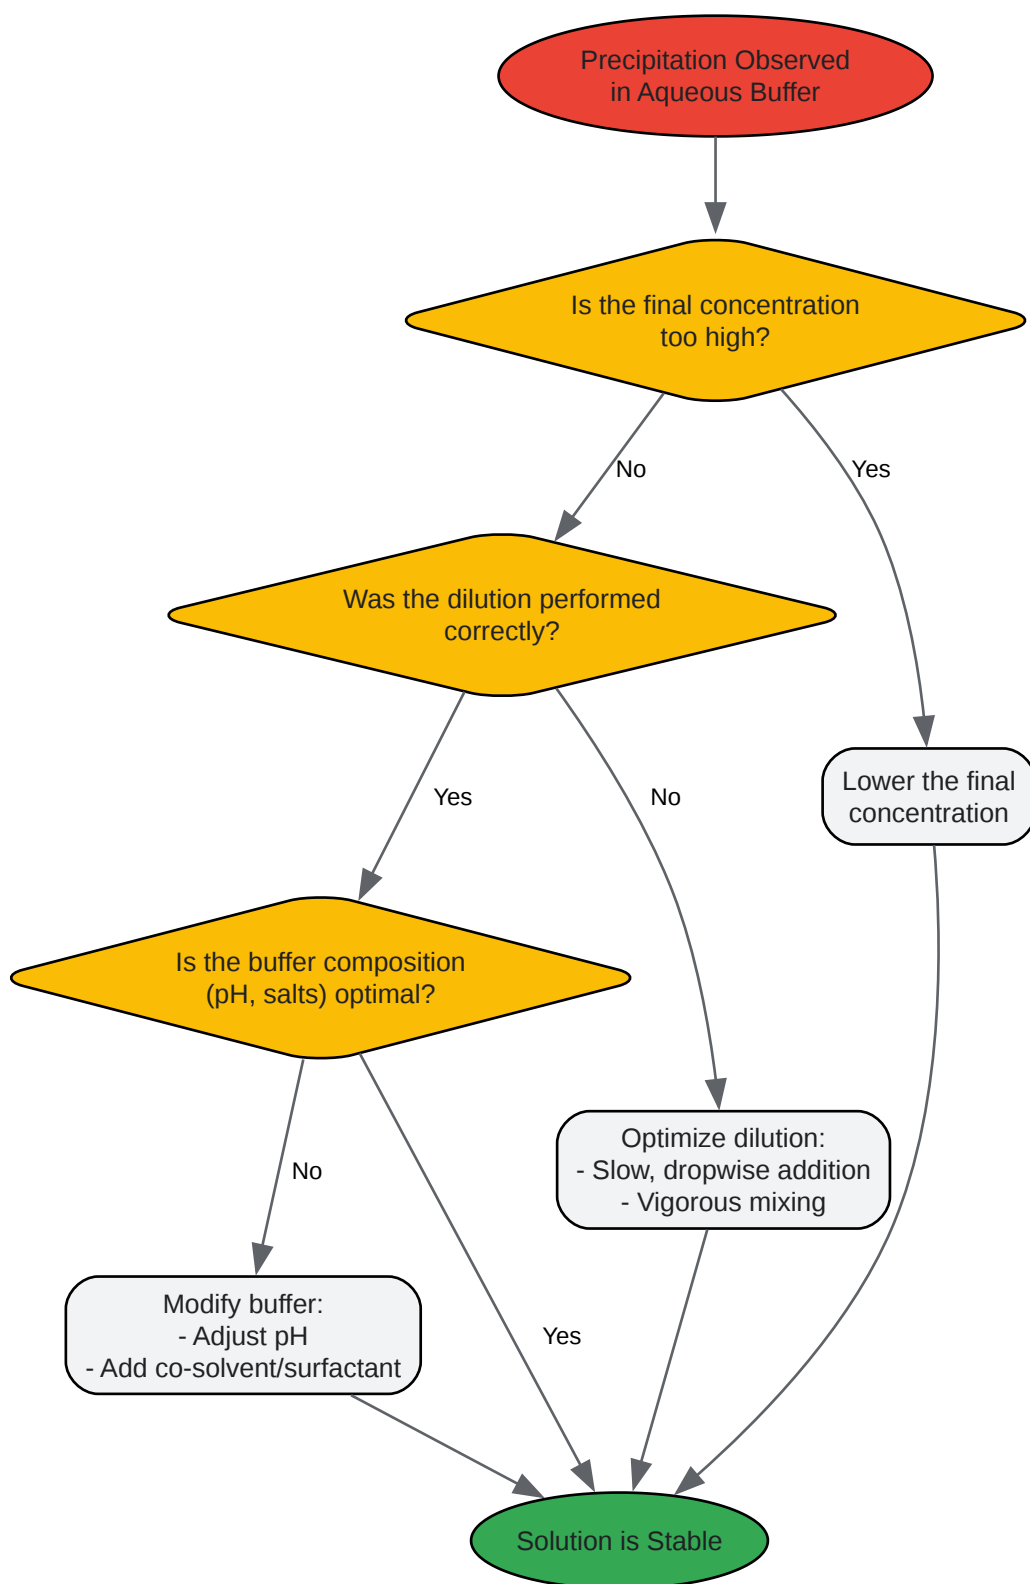 Precipitation Observed
in Aqueous Buffer
Is the final concentration
too high?
No
Yes
Was the dilution performed
correctly?
Yes
No
Lower the final
concentration
Is the buffer composition
(pH, salts) optimal?
No
Yes
Optimize dilution:
- Slow, dropwise addition
- Vigorous mixing
Modify buffer:
- Adjust pH
- Add co-solvent/surfactant
Solution is Stable